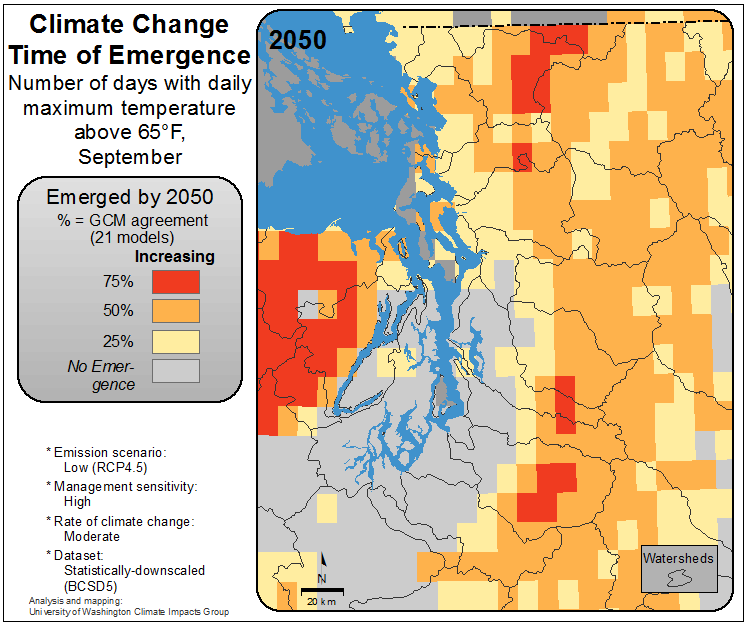 Climate Change
Time of Emergence
Number of days with daily
maximum temperature
above 65°F,
September
Emerged by 2050
% = GCM agreement
(21 models)
Increasing
75%
50%
25%
No Emer-
gence
* Emission scenario:
Low (RCP4.5)
* Management sensitivity:
High
* Rate of climate change:
Moderate
* Dataset:
Statistically-downscaled
(BCSD5)
Analysis and mapping:
University of Washington Climate Impacts Group
2050
N
20 km
Watersheds